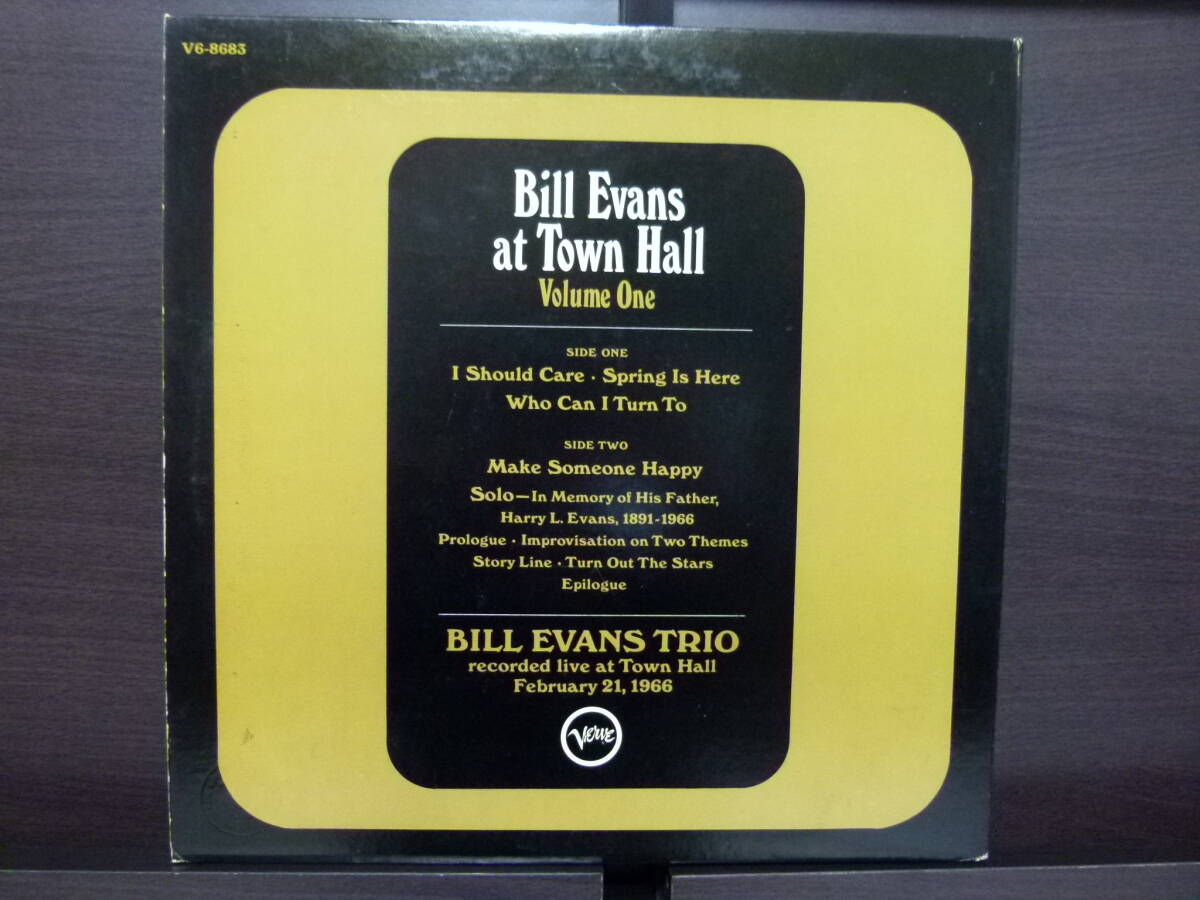 V6-8683
Bill Evans
at Town Hall
Volume One
SIDE ONE
I Should Care · Spring Is Here
Who Can I Turn To
SIDE TWO
Make Someone Happy
Solo—In Memory of His Father,
Harry L. Evans, 1891-1966
Prologue · Improvisation on Two Themes
Story Line · Turn Out The Stars
Epilogue
BILL EVANS TRIO
recorded live at Town Hall
February 21, 1966
Verve